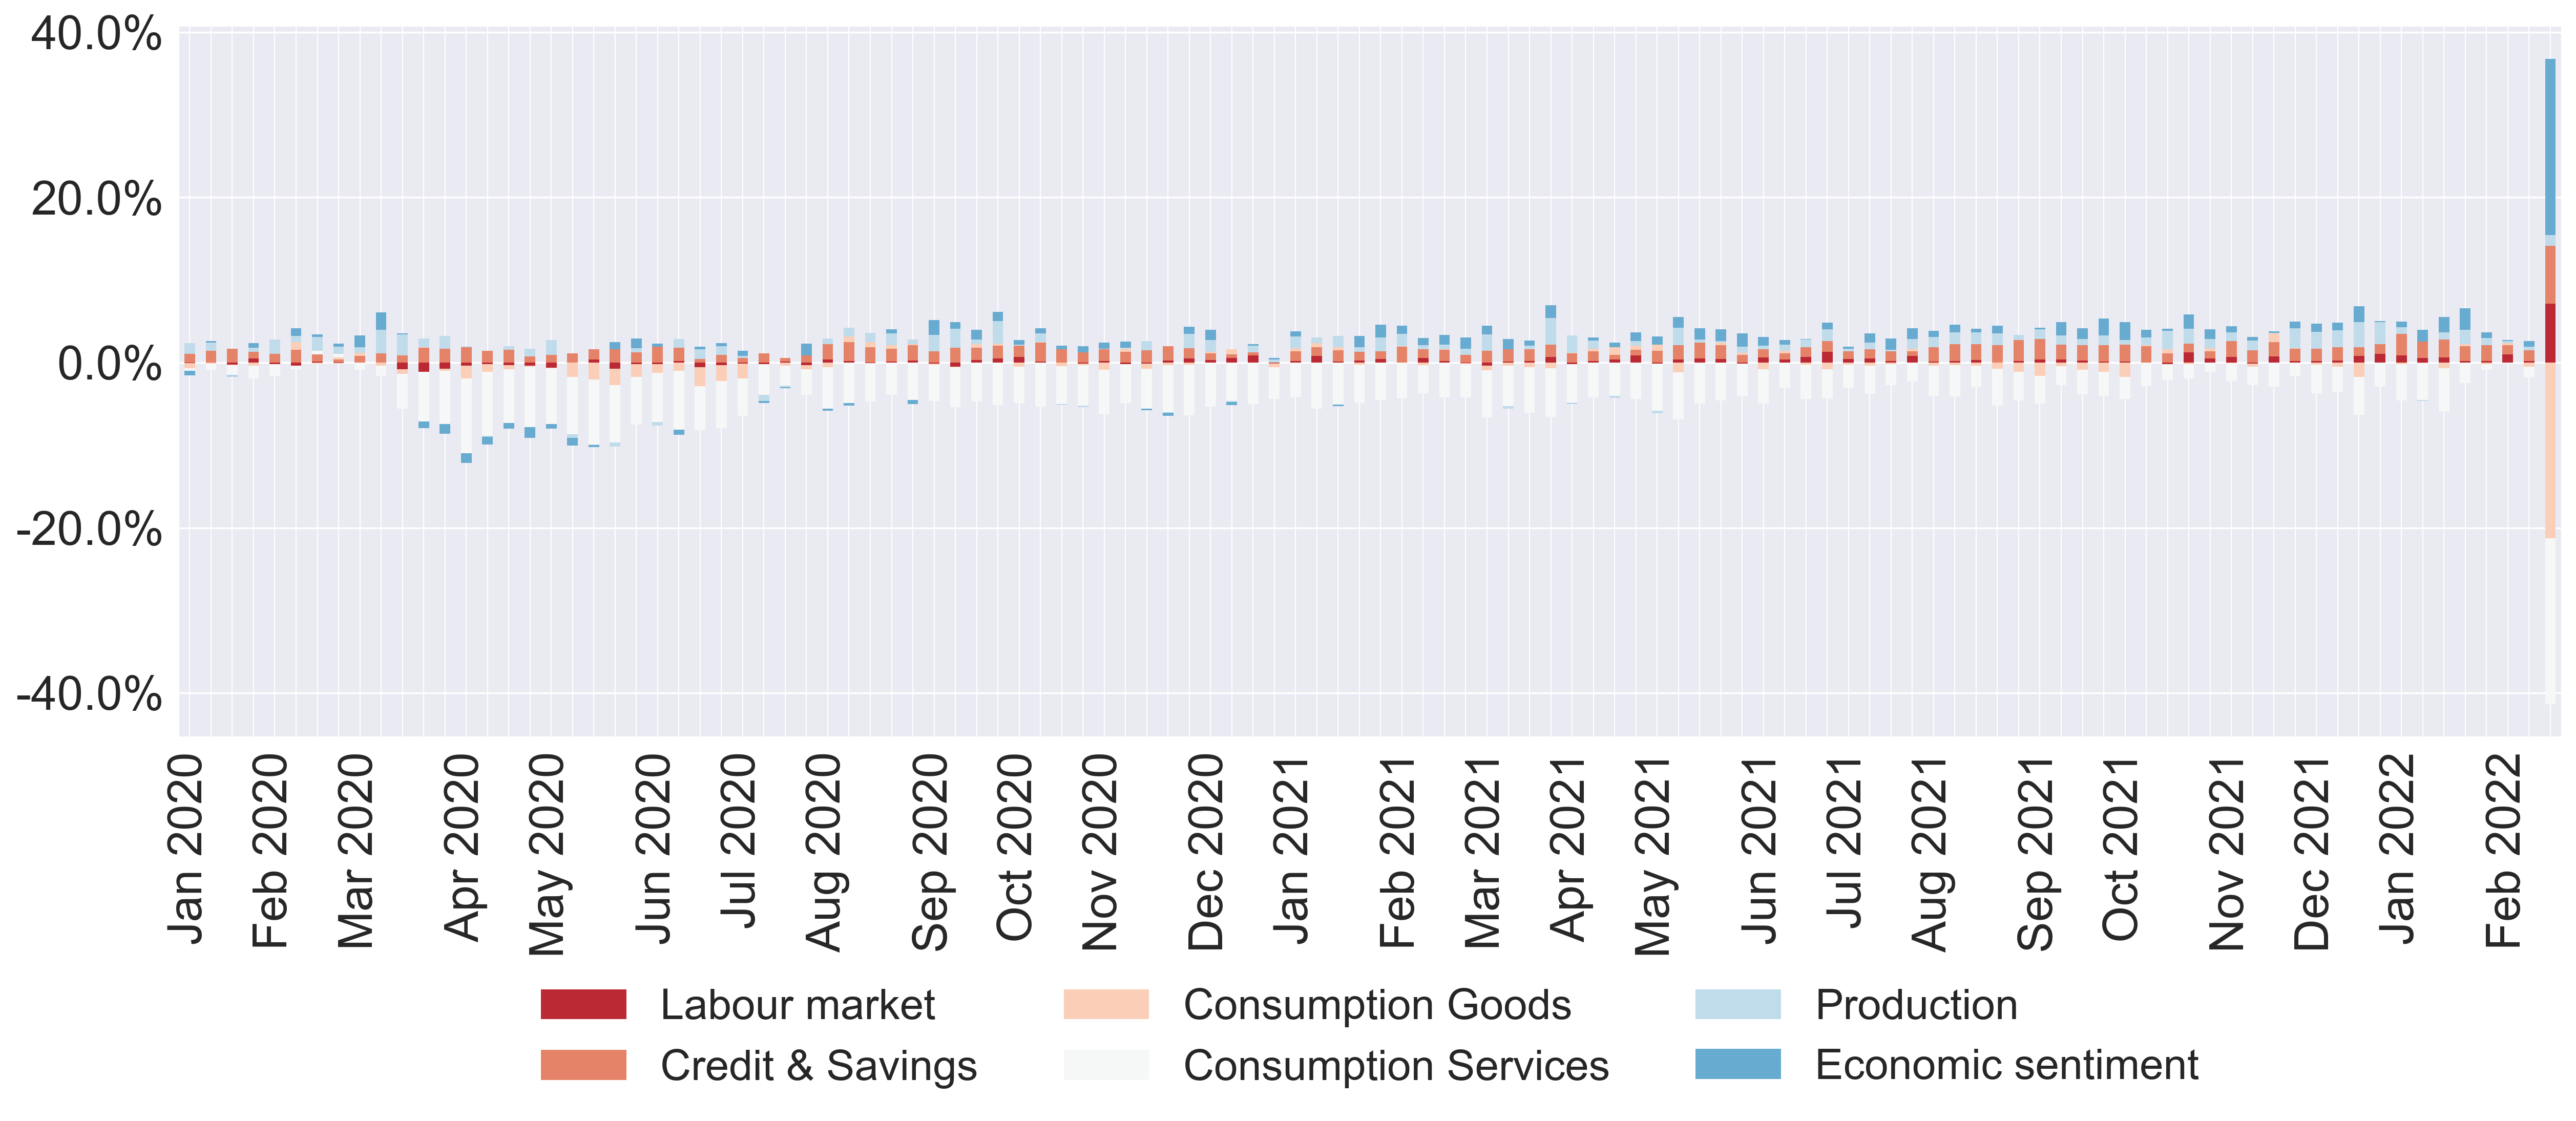 40.0%
20.0%
0.0%
-20.0%
-40.0%
Jan 2020
Feb 2020
Mar 2020
Apr 2020
May 2020
Jun 2020
Jul 2020
Aug 2020
Sep 2020
Oct 2020
Nov 2020
Dec 2020
Jan 2021
Feb 2021
Mar 2021
Apr 2021
May 2021
Jun 2021
Jul 2021
Aug 2021
Sep 2021
Oct 2021
Nov 2021
Dec 2021
Jan 2022
Feb 2022
Labour market
Consumption Goods
Production
Credit & Savings
Consumption Services
Economic sentiment